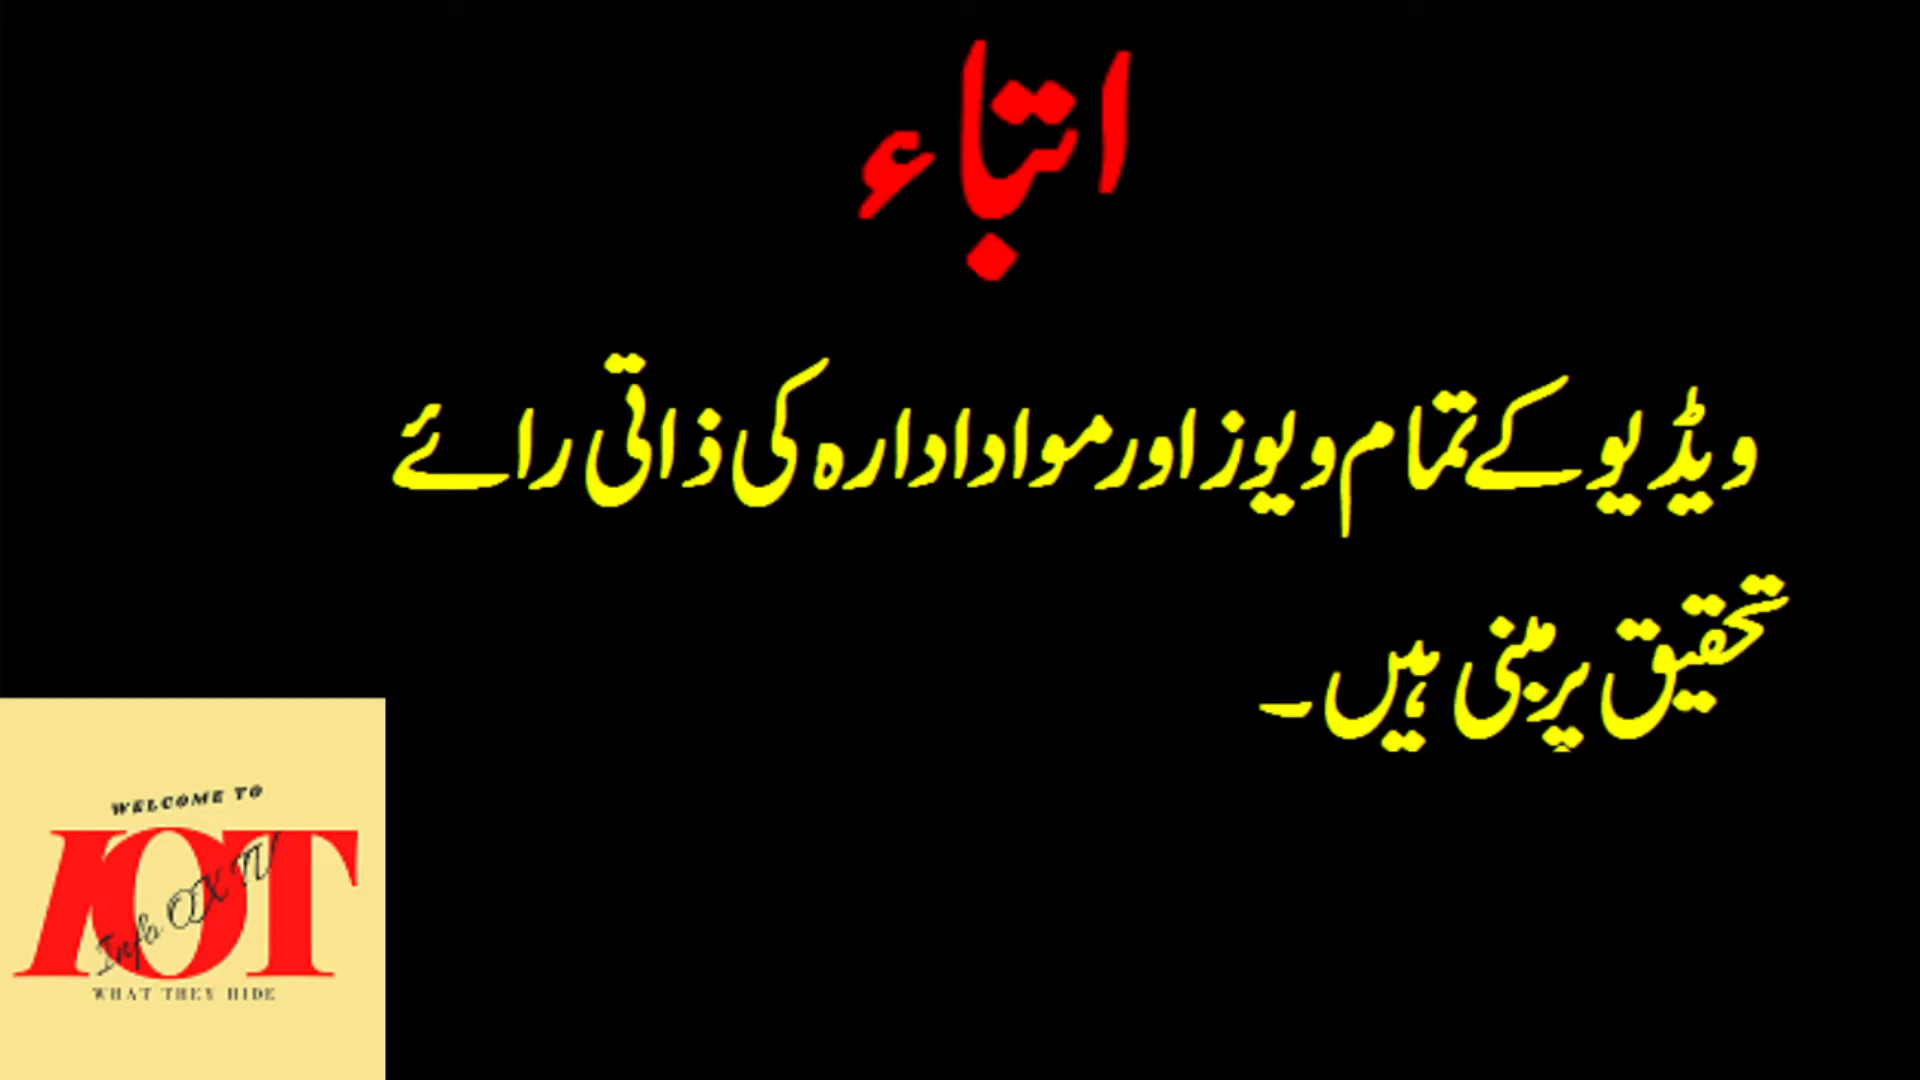 اتباء
ویڈیو کے تمام ویوز اور مواد ادارہ کی ذاتی رائے
تحقیق پر مبنی ہیں۔
WELCOME TO
IOT
Info OX TV
WHAT THEY HIDE